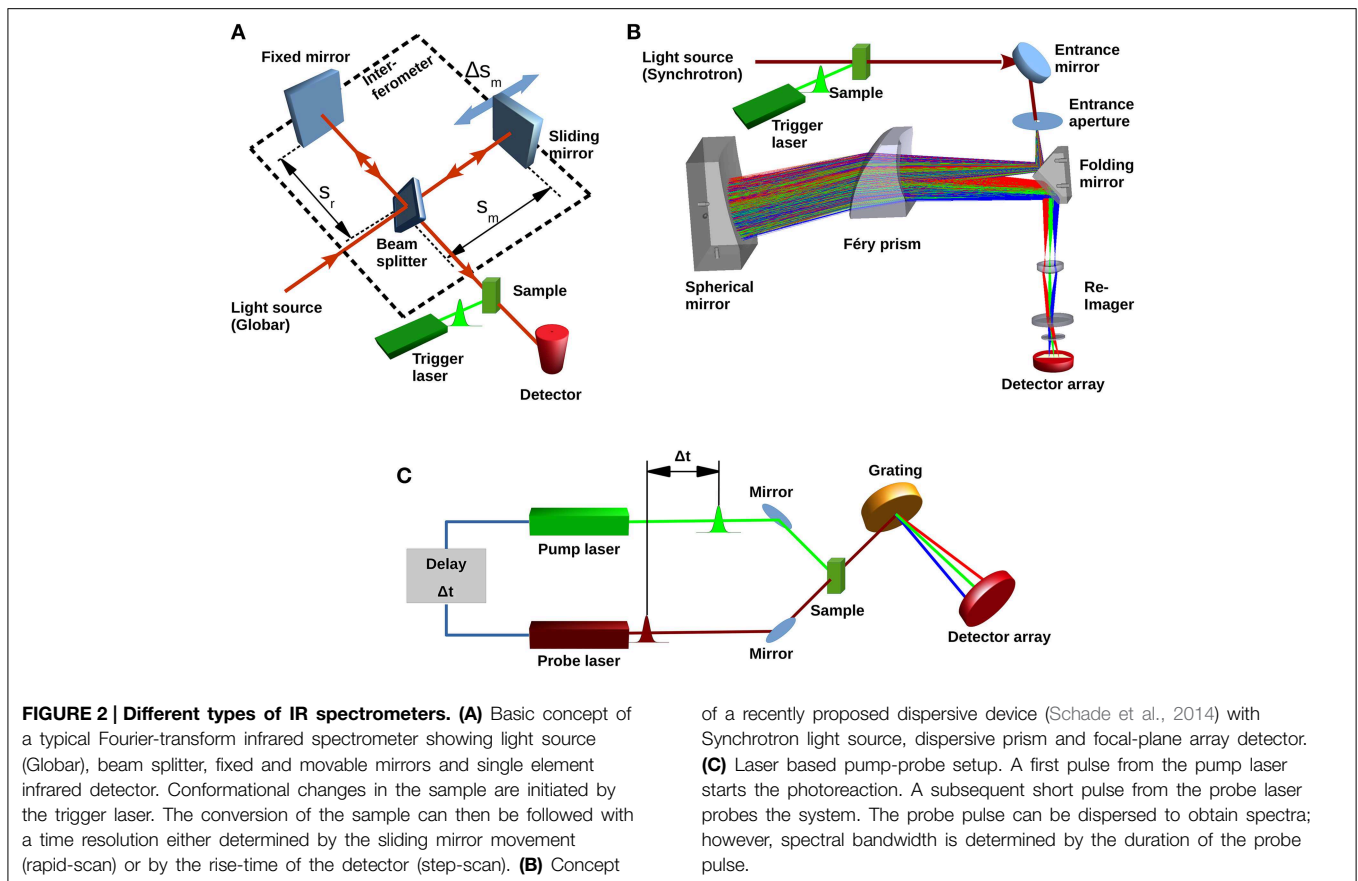 A
Fixed mirror
Inter-
ferometer
ΔSm
Sliding
mirror
Sr
Sm
Beam
splitter
Light source
(Globar)
Sample
Trigger
laser
Detector
B
Light source
(Synchrotron)
Sample
Trigger
laser
Entrance
mirror
Entrance
aperture
Folding
mirror
Féry prism
Spherical
mirror
Re-
Imager
Detector array
C
Δt
Mirror
Grating
Pump laser
Delay
Δt
Sample
Probe laser
Mirror
Detector array
FIGURE 2 | Different types of IR spectrometers. (A) Basic concept of
a typical Fourier-transform infrared spectrometer showing light source
(Globar), beam splitter, fixed and movable mirrors and single element
infrared detector. Conformational changes in the sample are initiated by
the trigger laser. The conversion of the sample can then be followed with
a time resolution either determined by the sliding mirror movement
(rapid-scan) or by the rise-time of the detector (step-scan). (B) Concept
of a recently proposed dispersive device (Schade et al., 2014) with
Synchrotron light source, dispersive prism and focal-plane array detector.
(C) Laser based pump-probe setup. A first pulse from the pump laser
starts the photoreaction. A subsequent short pulse from the probe laser
probes the system. The probe pulse can be dispersed to obtain spectra;
however, spectral bandwidth is determined by the duration of the probe
pulse.